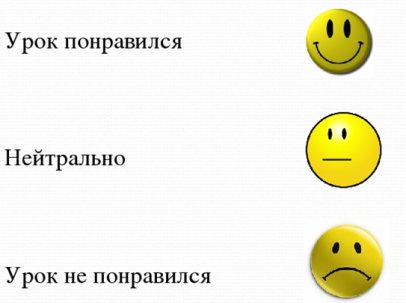 Урок понравился
Нейтрально
Урок не понравился